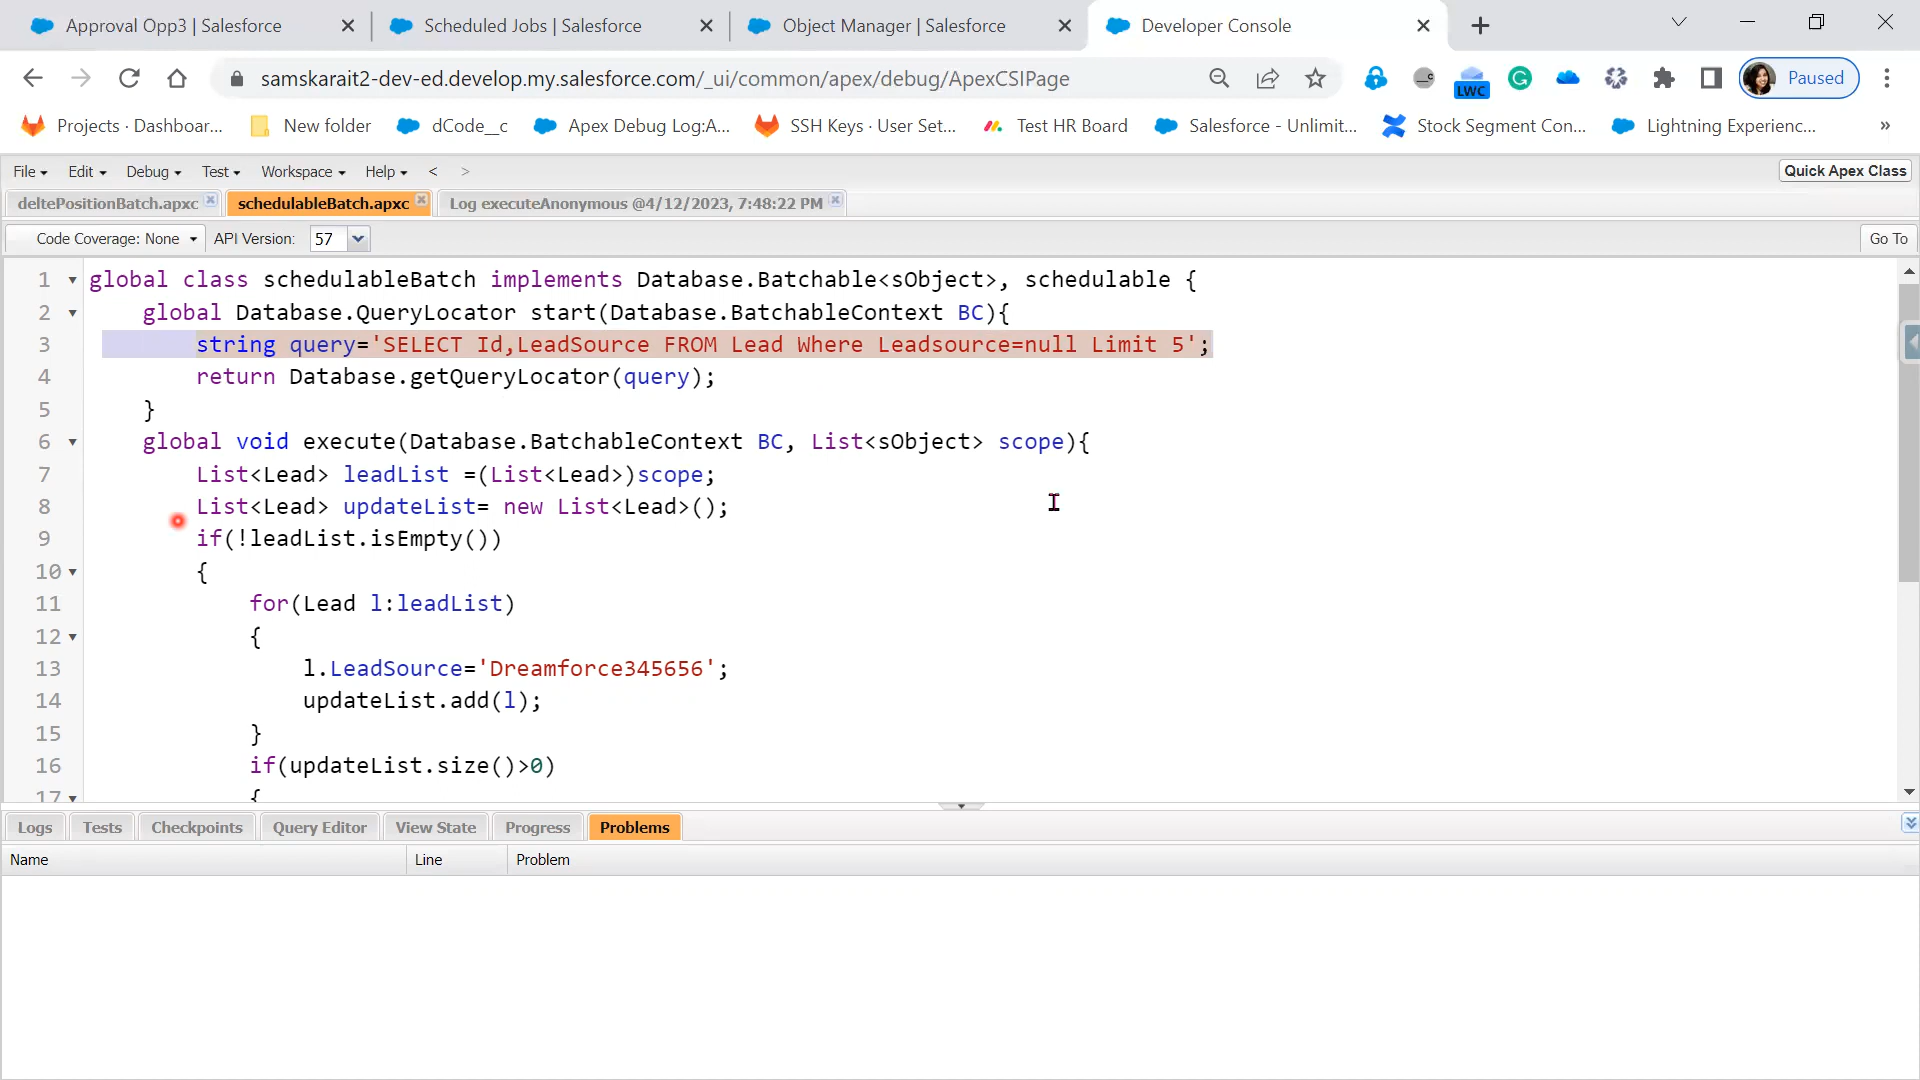 Approval Opp3 | Salesforce
Scheduled Jobs | Salesforce
Object Manager | Salesforce
Developer Console
samskarait2-dev-ed.develop.my.salesforce.com/_ui/common/apex/debug/ApexCSIPage
LWC
Paused
Projects · Dashboar...
New folder
dCode__c
Apex Debug Log:A...
SSH Keys · User Set...
Test HR Board
Salesforce - Unlimit...
Stock Segment Con...
Lightning Experienc...
»
File
Edit
Debug
Test
Workspace
Help
<
>
Quick Apex Class
deltePositionBatch.apxc
schedulableBatch.apxc
Log executeAnonymous @4/12/2023, 7:48:22 PM
Code Coverage: None
API Version:
57
Go To
1 global class schedulableBatch implements Database.Batchable<sObject>, schedulable {
2 global Database.QueryLocator start(Database.BatchableContext BC){
3 string query='SELECT Id,LeadSource FROM Lead Where Leadsource=null Limit 5';
4 return Database.getQueryLocator(query);
5 }
6 global void execute(Database.BatchableContext BC, List<sObject> scope){
7 List<Lead> leadList =(List<Lead>)scope;
8 List<Lead> updateList= new List<Lead>();
9 if(!leadList.isEmpty())
10 {
11 for(Lead l:leadList)
12 {
13 l.LeadSource='Dreamforce345656';
14 updateList.add(l);
15 }
16 if(updateList.size()>0)
17 {
Logs
Tests
Checkpoints
Query Editor
View State
Progress
Problems
Name
Line
Problem